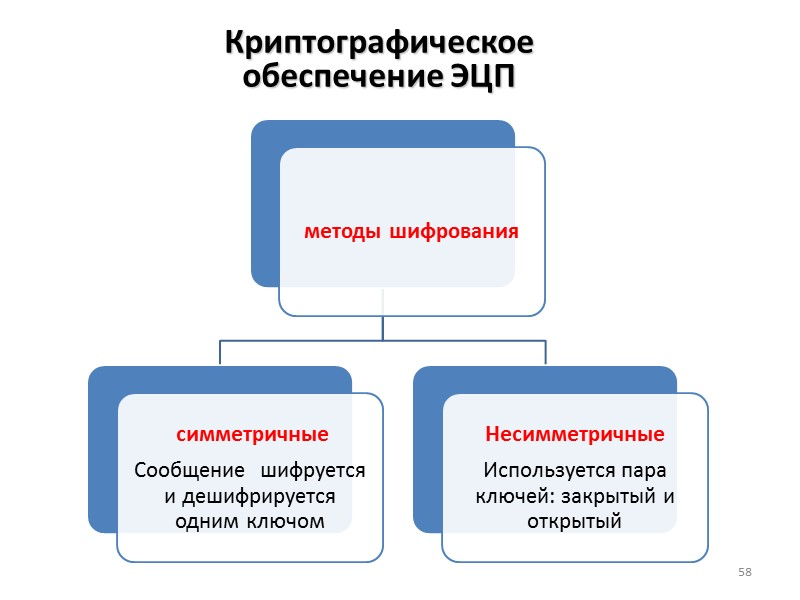 Криптографическое
обеспечение ЭЦП
методы шифрования
симметричные
Сообщение шифруется
и дешифрируется
одним ключом
Несимметричные
Используется пара
ключей: закрытый и
открытый
58